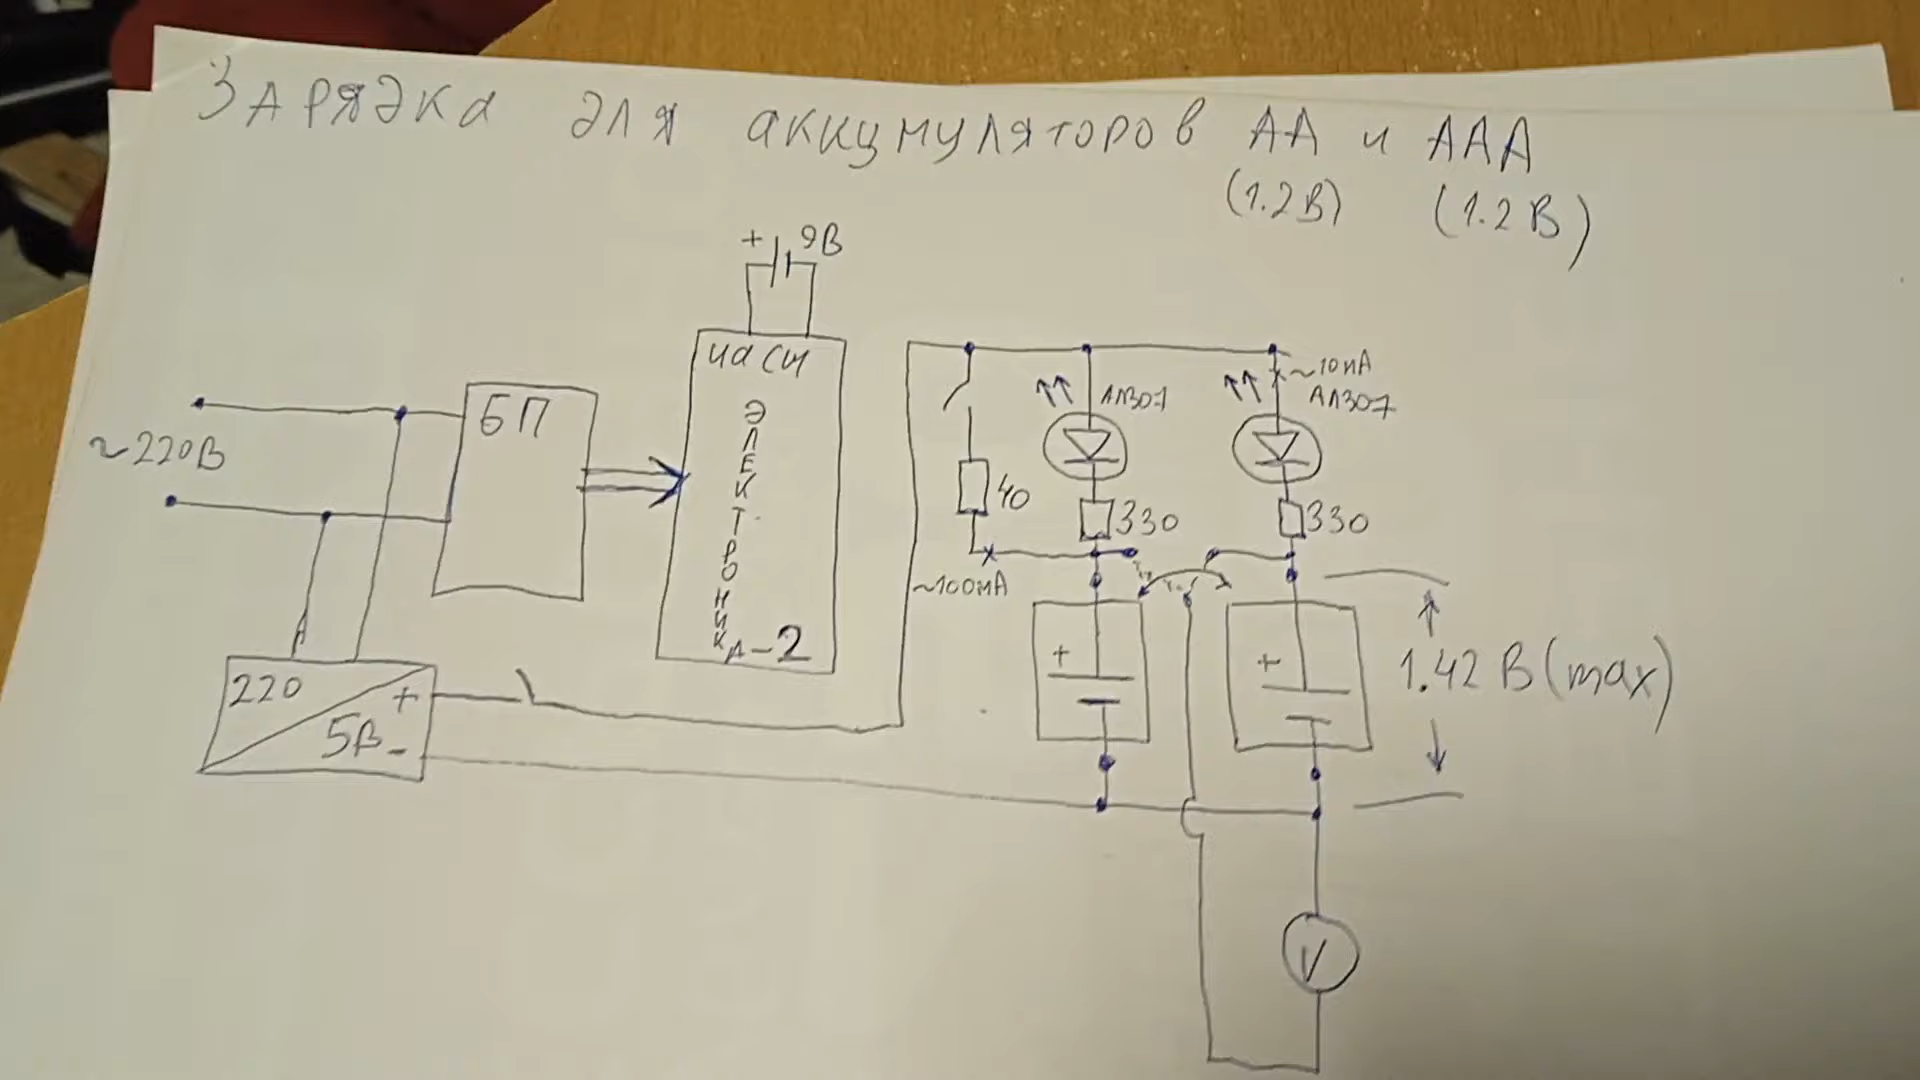 ЗАРЯДКа для аккумуляторов АА и ААА
(1.2В) (1.2В)
+ 9В
~220В
БП
ЧаСЫ
ЭЛЕКТРОНИКА-2
220
5В
+
-
АЛ307
~10мА
АЛ307
40
330
330
~100мА
+
+
1.42 В (max)
V